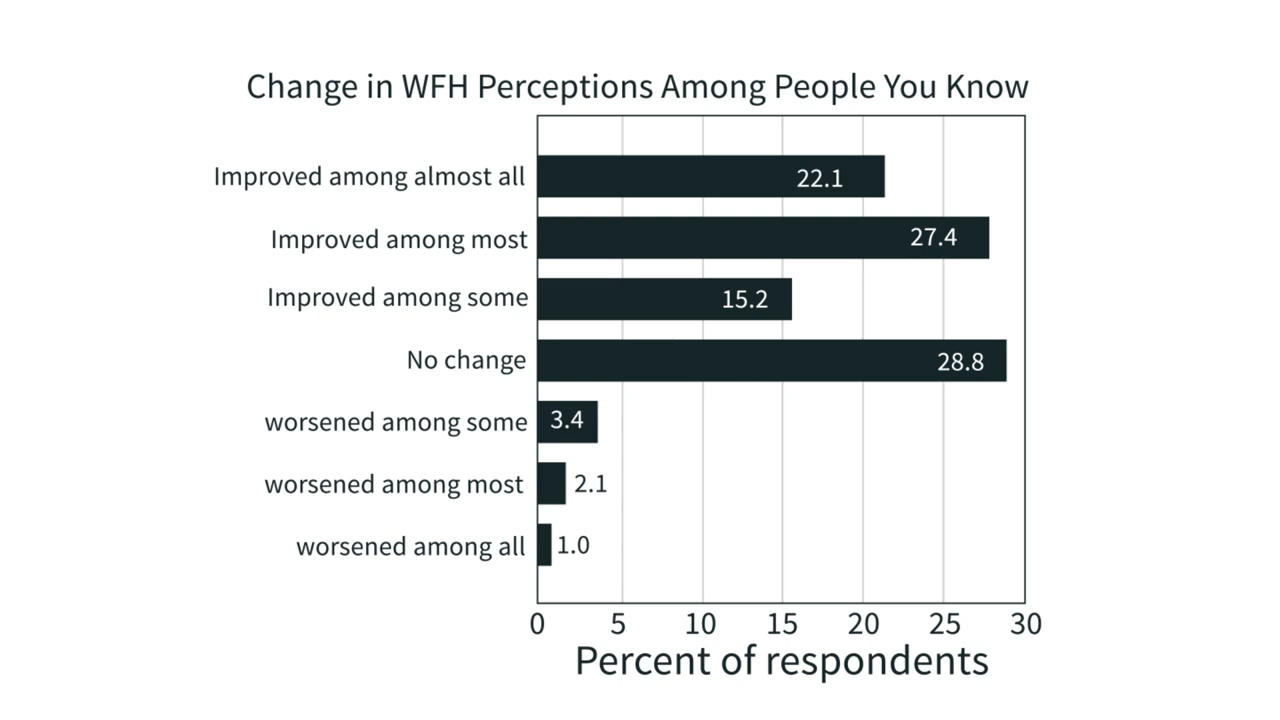 Change in WFH Perceptions Among People You Know
Improved among almost all 22.1
Improved among most 27.4
Improved among some 15.2
No change 28.8
worsened among some 3.4
worsened among most 2.1
worsened among all 1.0
0 5 10 15 20 25 30
Percent of respondents